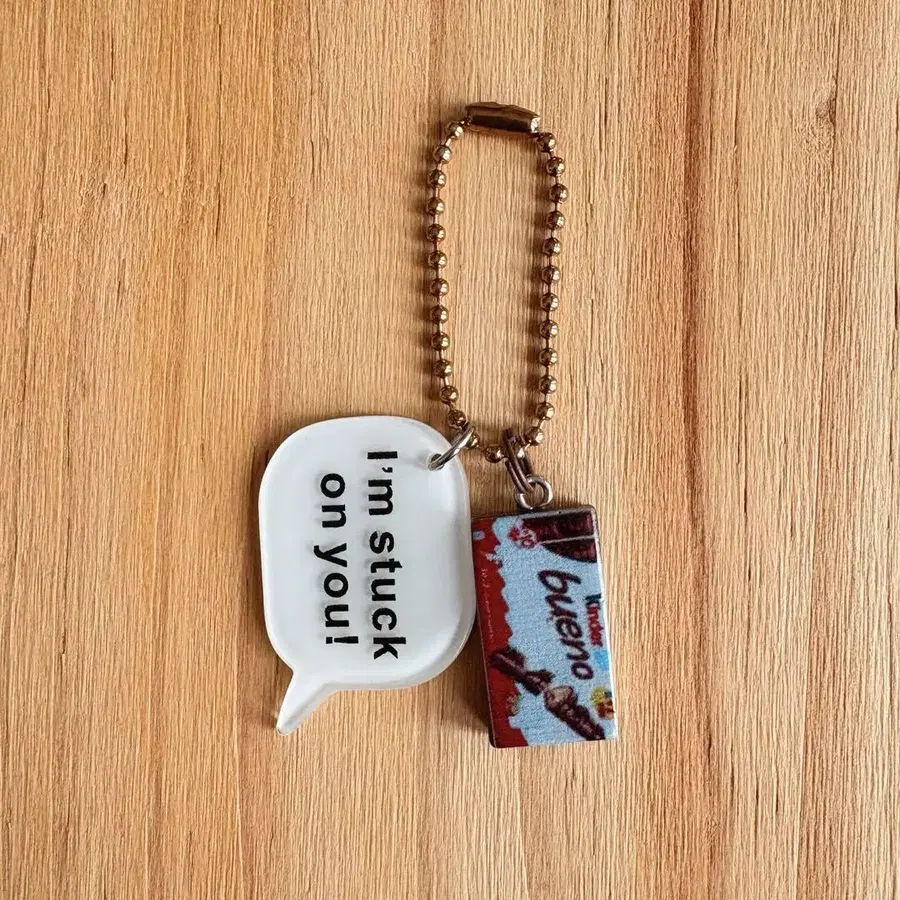 I'm stuck
on you!
Kinder
bueno